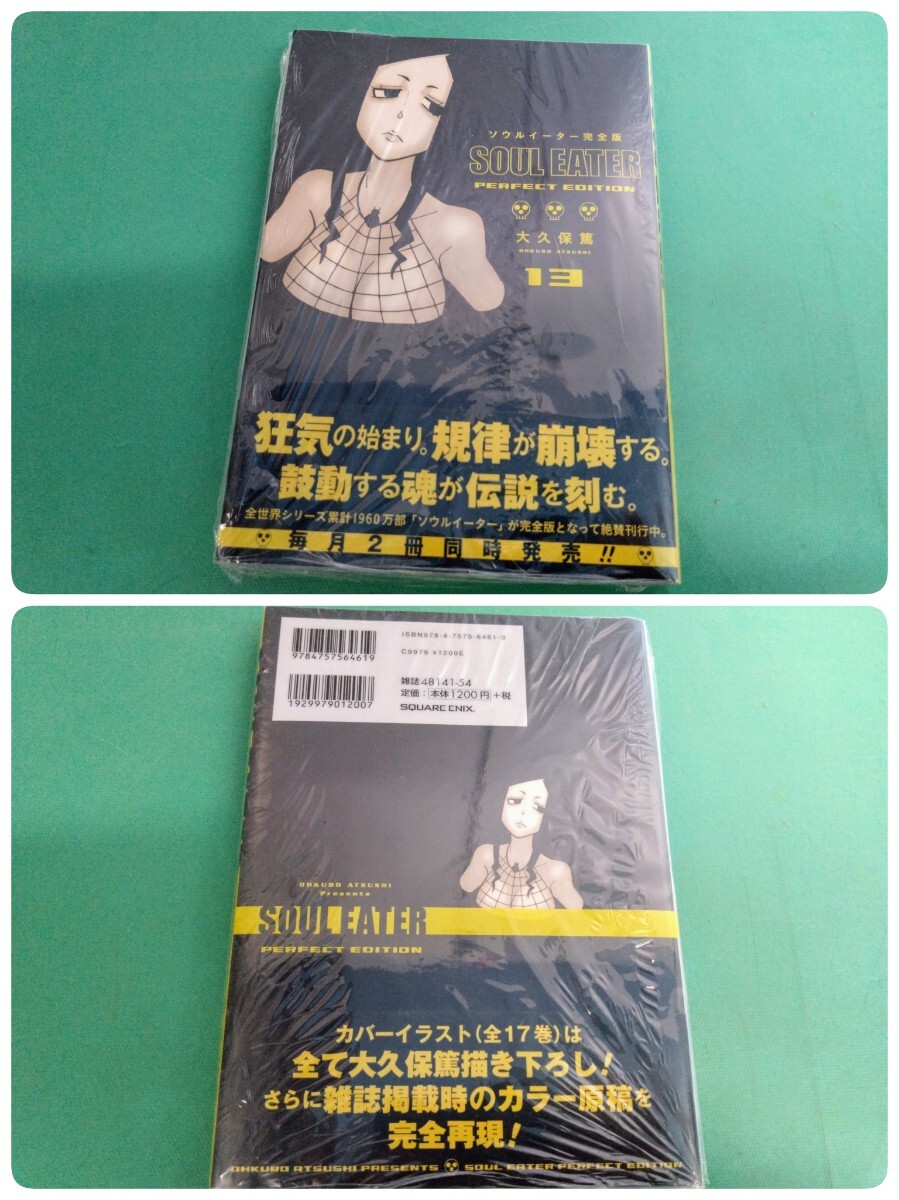 ソウルイーター完全版
SOUL EATER
PERFECT EDITION
大久保篤
OHKUBO ATSUSHI
13
狂気の始まり。規律が崩壊する。
鼓動する魂が伝説を刻む。
全世界シリーズ累計1960万部「ソウルイーター」が完全版となって絶賛刊行中。
毎月2冊同時発売!!
9784757564619
1929979012007
ISBN978-4-7575-6461-9
C9979 ¥1200E
雑誌48141-54
定価:本体1200円+税
SQUARE ENIX.
OHKUBO ATSUSHI
Presents
SOUL EATER
PERFECT EDITION
カバーイラスト(全17巻)は
全て大久保篤描き下ろし!
さらに雑誌掲載時のカラー原稿を
完全再現!
OHKUBO ATSUSHI PRESENTS SOUL EATER PERFECT EDITION